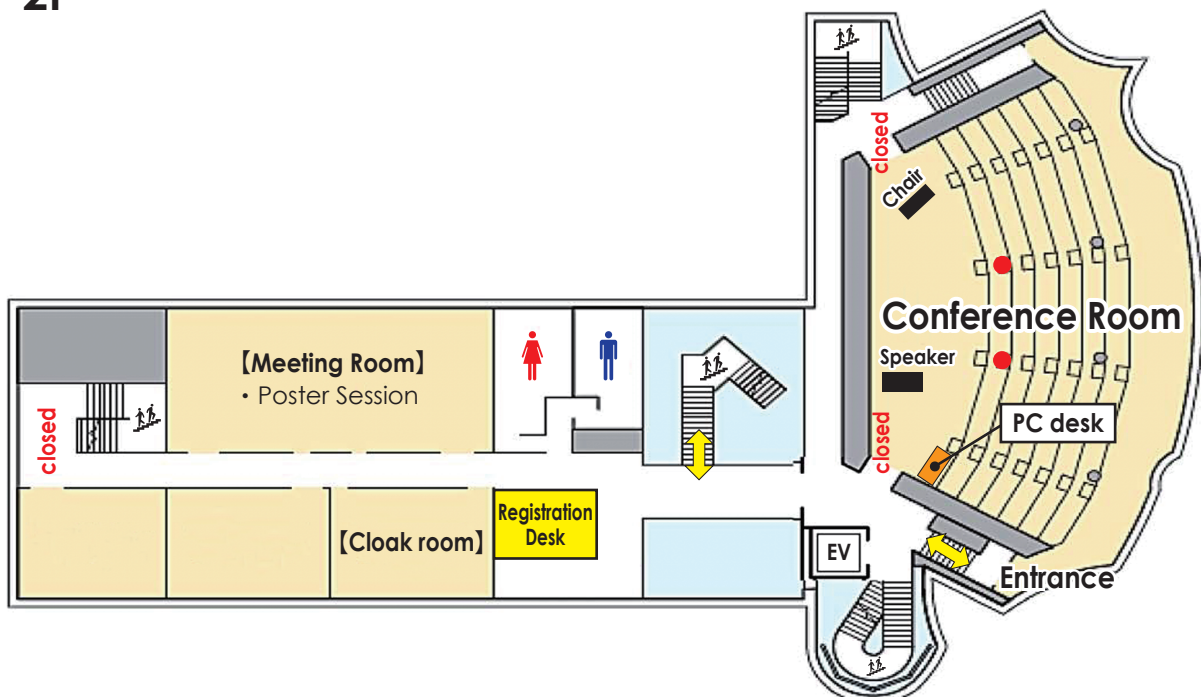 closed
Chair
Conference Room
Speaker
PC desk
closed
Entrance
EV
【Meeting Room】
・Poster Session
closed
【Cloak room】
Registration
Desk